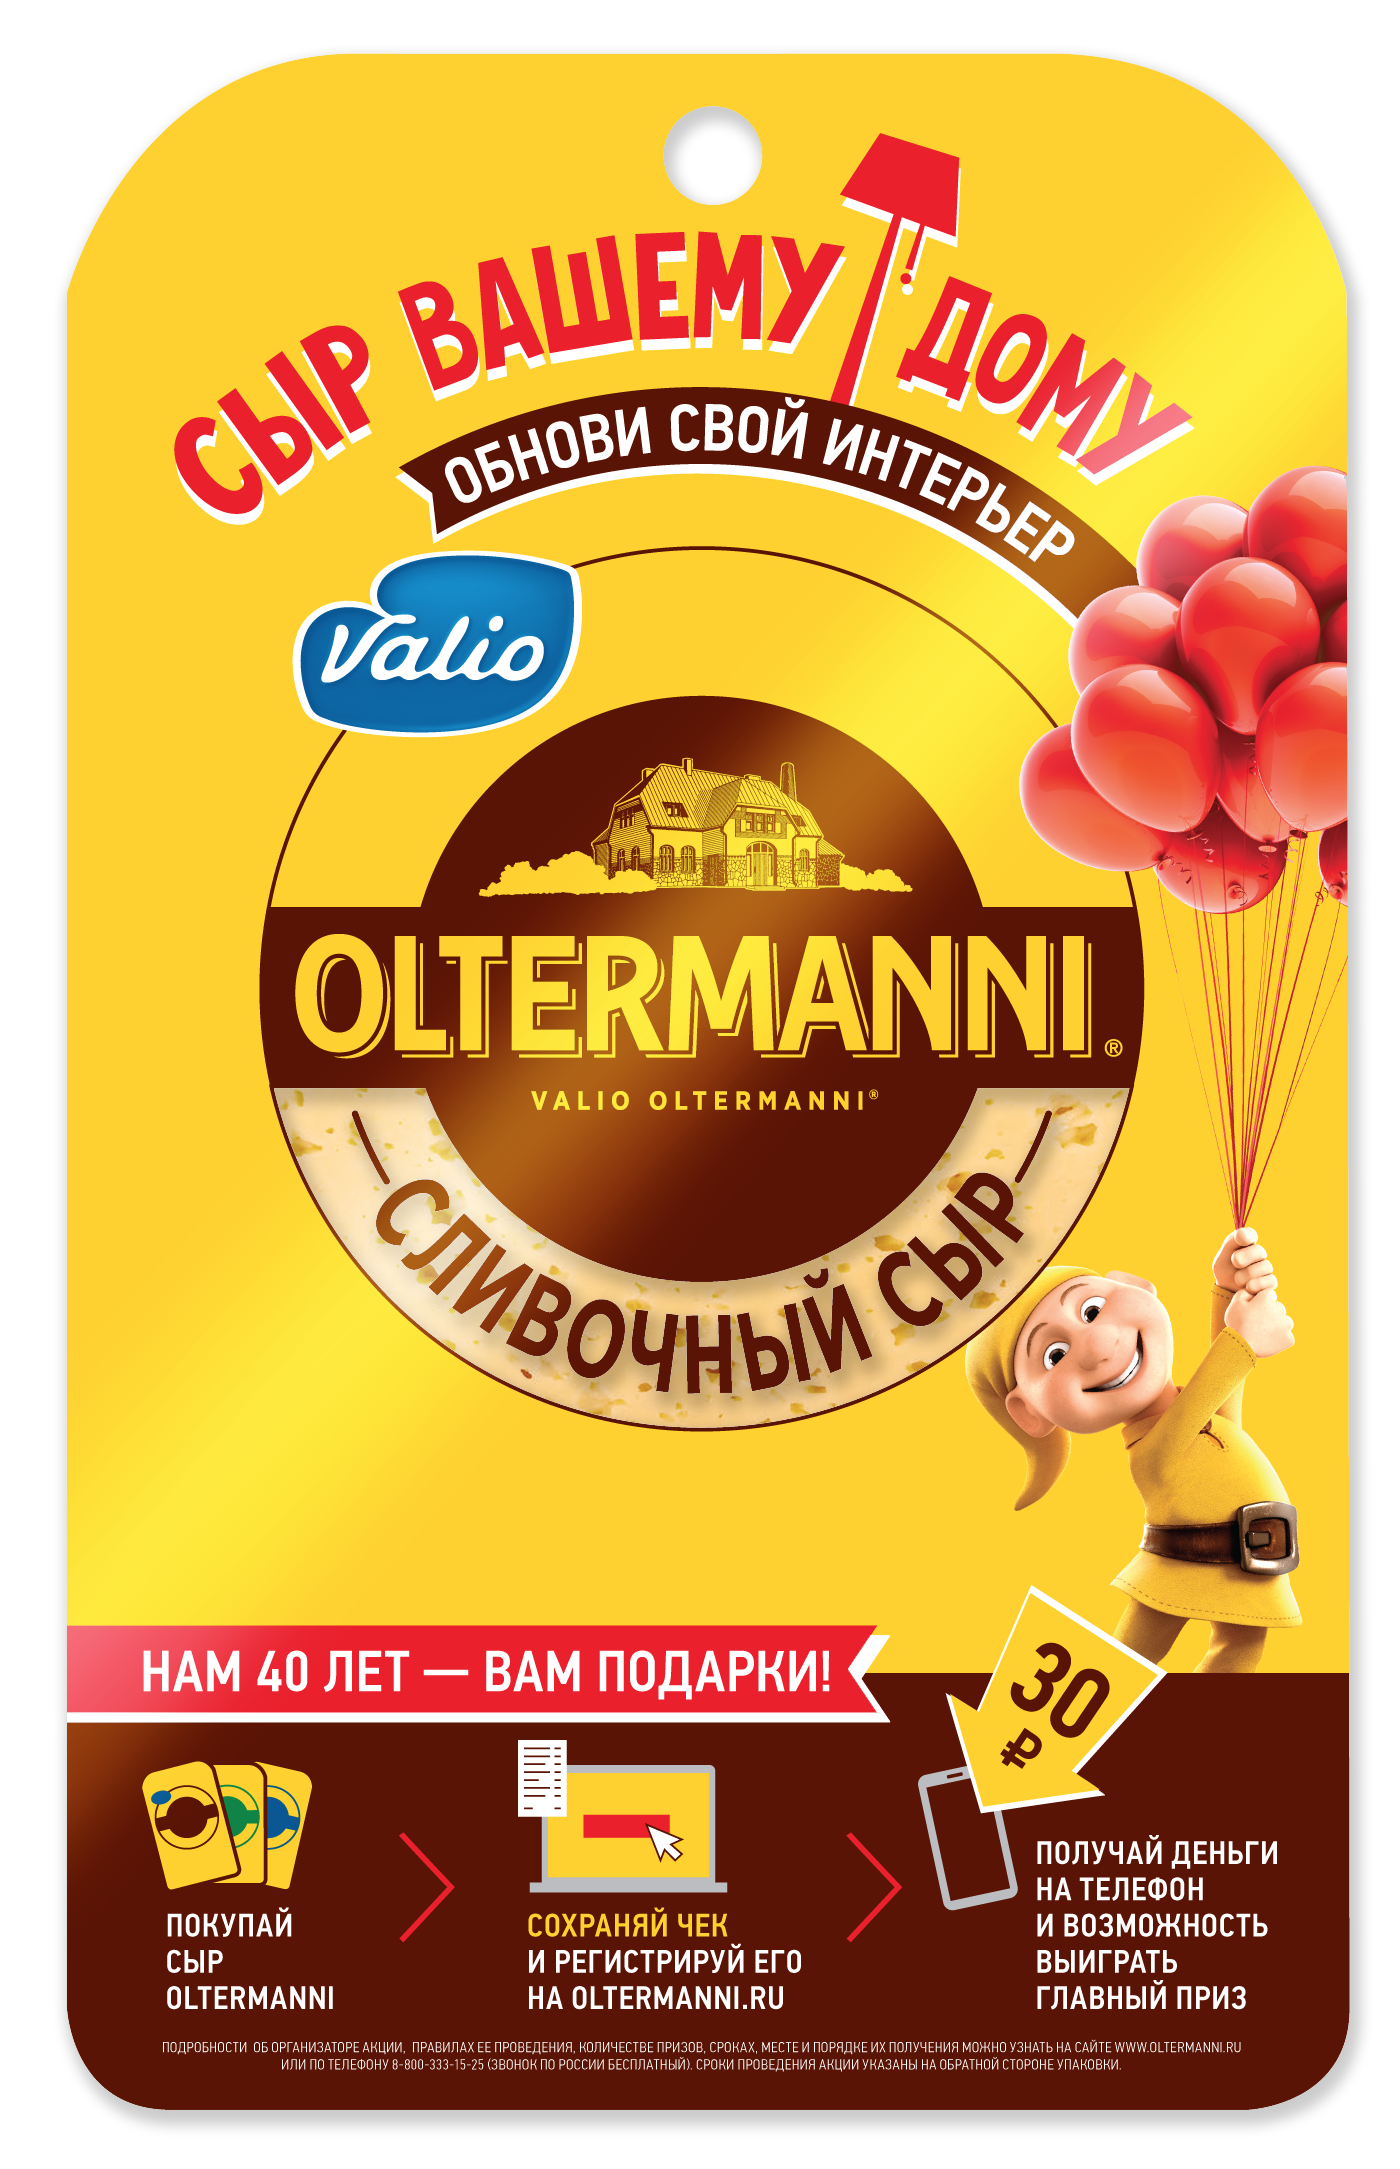 СЫР ВАШЕМУ ДОМУ
ОБНОВИ СВОЙ ИНТЕРЬЕР
Valio
OLTERMANNI®
VALIO OLTERMANNI®
СЛИВОЧНЫЙ СЫР
НАМ 40 ЛЕТ — ВАМ ПОДАРКИ!
30
₽
ПОКУПАЙ
СЫР
OLTERMANNI
СОХРАНЯЙ ЧЕК
И РЕГИСТРИРУЙ ЕГО
НА OLTERMANNI.RU
ПОЛУЧАЙ ДЕНЬГИ
НА ТЕЛЕФОН
И ВОЗМОЖНОСТЬ
ВЫИГРАТЬ
ГЛАВНЫЙ ПРИЗ
ПОДРОБНОСТИ ОБ ОРГАНИЗАТОРЕ АКЦИИ, ПРАВИЛАХ ЕЕ ПРОВЕДЕНИЯ, КОЛИЧЕСТВЕ ПРИЗОВ, СРОКАХ, МЕСТЕ И ПОРЯДКЕ ИХ ПОЛУЧЕНИЯ МОЖНО УЗНАТЬ НА САЙТЕ WWW.OLTERMANNI.RU
ИЛИ ПО ТЕЛЕФОНУ 8-800-333-15-25 (ЗВОНОК ПО РОССИИ БЕСПЛАТНЫЙ). СРОКИ ПРОВЕДЕНИЯ АКЦИИ УКАЗАНЫ НА ОБРАТНОЙ СТОРОНЕ УПАКОВКИ.